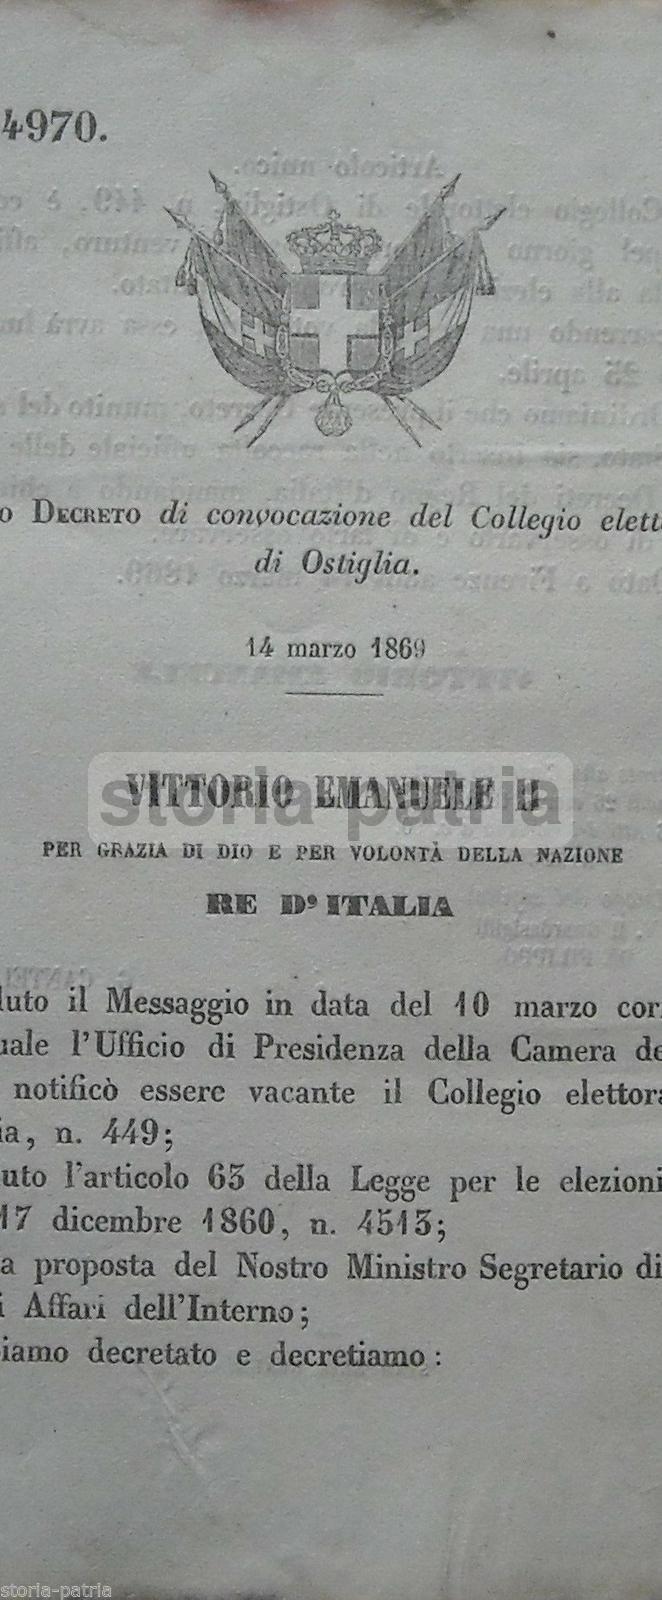 4970.
o DECRETO di convocazione del Collegio elett
di Ostiglia.
14 marzo 1869
VITTORIO EMANUELE II
storia-patria
PER GRAZIA DI DIO E PER VOLONTÀ DELLA NAZIONE
RE D'ITALIA
luto il Messaggio in data del 10 marzo cor
uale l'Ufficio di Presidenza della Camera de
notificò essere vacante il Collegio elettora
ia, n. 449;
uto l'articolo 63 della Legge per le elezioni
17 dicembre 1860, n. 4513;
a proposta del Nostro Ministro Segretario di
i Affari dell'Interno;
iamo decretato e decretiamo:
storia-patria